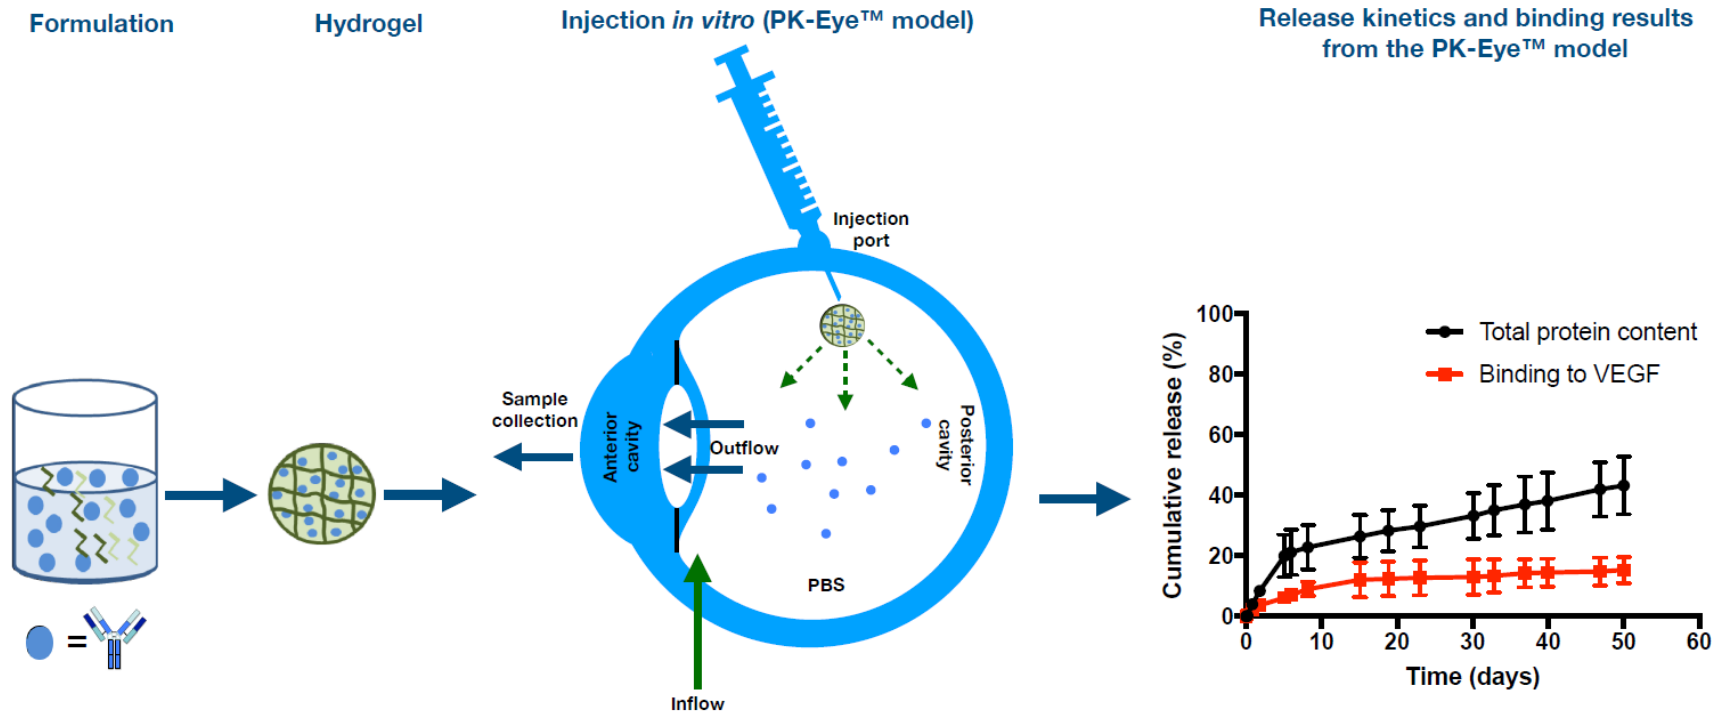 Formulation
Hydrogel
Injection in vitro (PK-Eye™ model)
Release kinetics and binding results
from the PK-Eye™ model
Injection
port
Sample
collection
Anterior
cavity
Outflow
Posterior
cavity
PBS
Inflow
=
Cumulative release (%)
100
80
60
40
20
0
Total protein content
Binding to VEGF
0 10 20 30 40 50 60
Time (days)